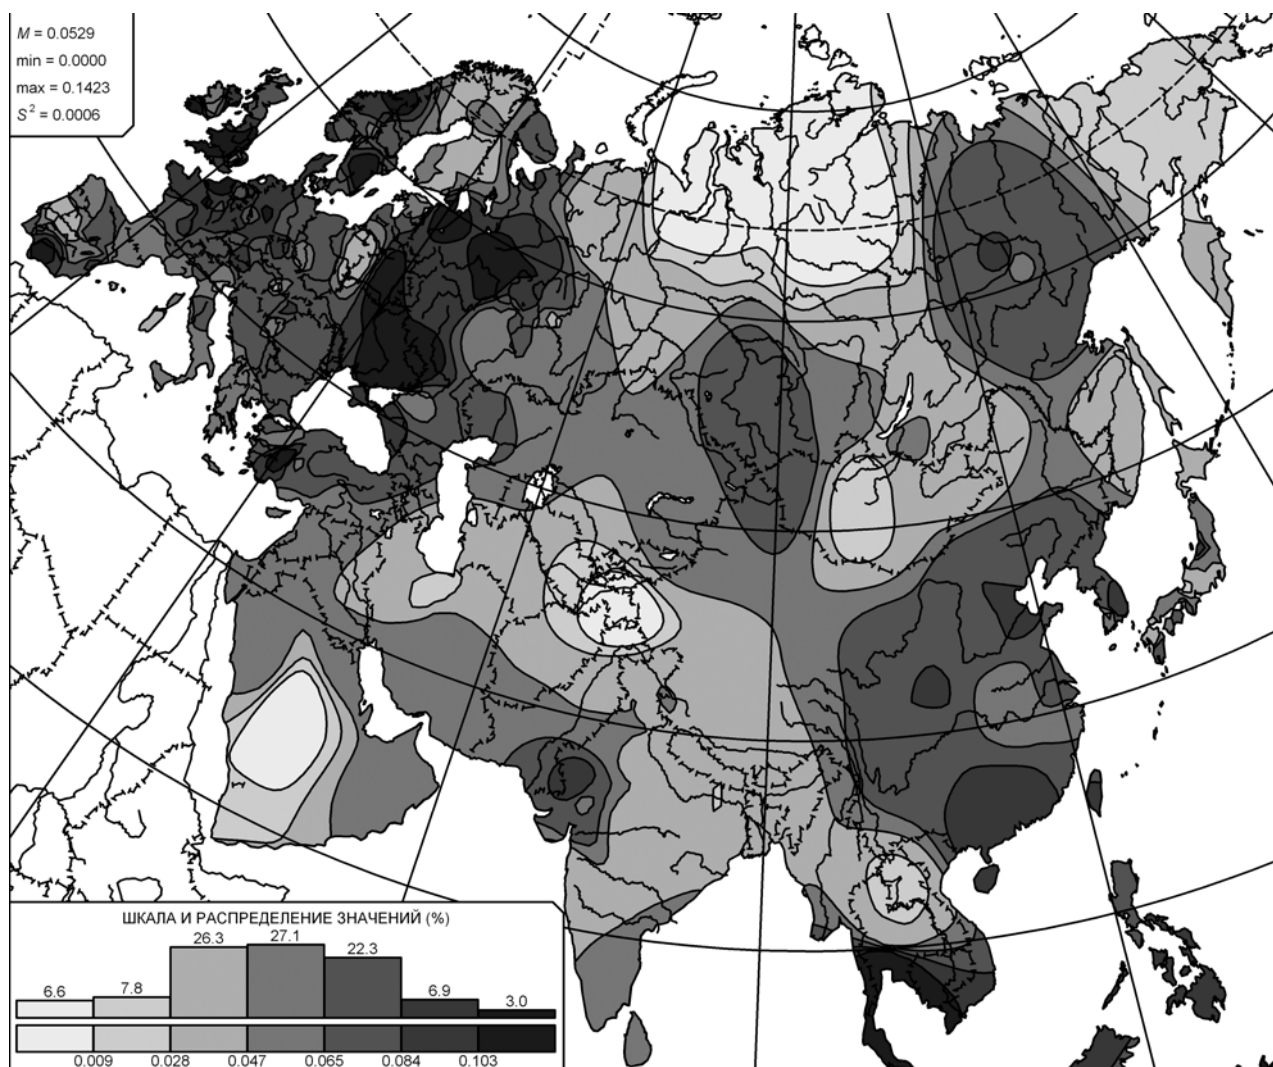 M = 0.0529
min = 0.0000
max = 0.1423
S² = 0.0006
ШКАЛА И РАСПРЕДЕЛЕНИЕ ЗНАЧЕНИЙ (%)
6.6 7.8 26.3 27.1 22.3 6.9 3.0
0.009 0.028 0.047 0.065 0.084 0.103